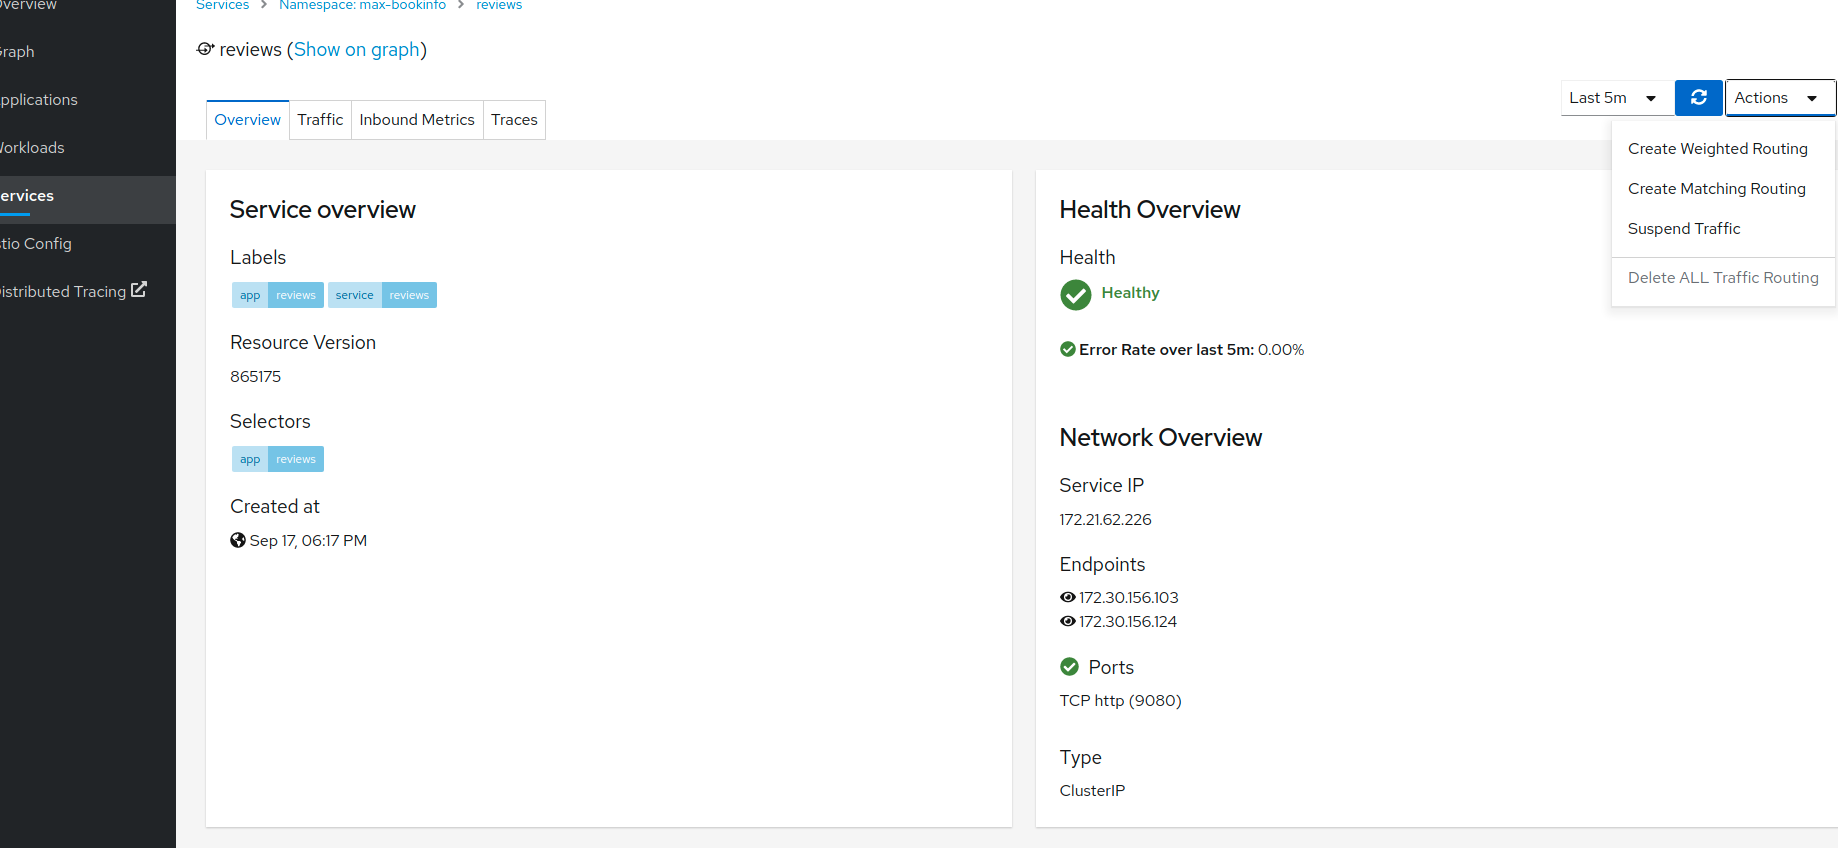 verview
Services > Namespace: max-bookinfo > reviews
raph
reviews (Show on graph)
pplications
Last 5m
Actions
Overview
Traffic
Inbound Metrics
Traces
orkloads
Create Weighted Routing
Create Matching Routing
Suspend Traffic
Delete ALL Traffic Routing
ervices
tio Config
istributed Tracing
Service overview
Labels
app reviews service reviews
Resource Version
865175
Selectors
app reviews
Created at
Sep 17, 06:17 PM
Health Overview
Health
Healthy
Error Rate over last 5m: 0.00%
Network Overview
Service IP
172.21.62.226
Endpoints
172.30.156.103
172.30.156.124
Ports
TCP http (9080)
Type
ClusterIP